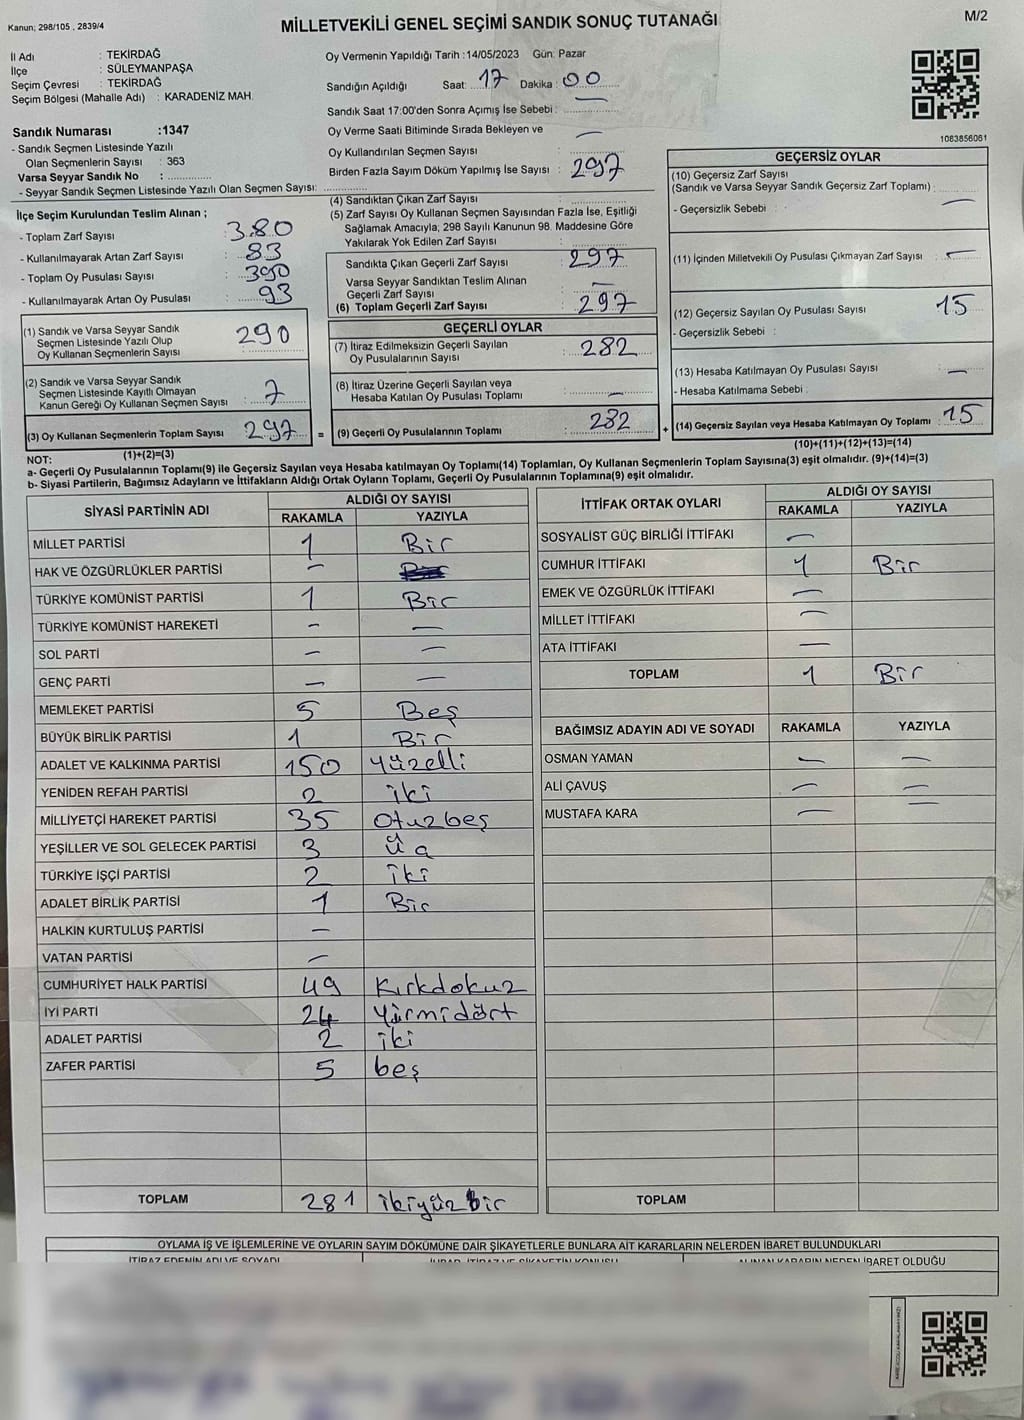 Kanun; 298/105 , 2839/4
MİLLETVEKİLİ GENEL SEÇİMİ SANDIK SONUÇ TUTANAĞI
M/2
İl Adı : TEKİRDAĞ
İlçe : SÜLEYMANPAŞA
Seçim Çevresi : TEKİRDAĞ
Seçim Bölgesi (Mahalle Adı) : KARADENİZ MAH.
Sandık Numarası :1347
- Sandık Seçmen Listesinde Yazılı
Olan Seçmenlerin Sayısı : 363
Varsa Seyyar Sandık No :
- Seyyar Sandık Seçmen Listesinde Yazılı Olan Seçmen Sayısı:
Oy Vermenin Yapıldığı Tarih :14/05/2023 Gün: Pazar
Sandığın Açıldığı Saat: 17 Dakika : 00
Sandık Saat 17:00'den Sonra Açımış İse Sebebi : —
Oy Verme Saati Bitiminde Sırada Bekleyen ve
Oy Kullandırılan Seçmen Sayısı —
Birden Fazla Sayım Döküm Yapılmış İse Sayısı : 297
1083856061
İlçe Seçim Kurulundan Teslim Alınan ;
- Toplam Zarf Sayısı : 380
- Kullanılmayarak Artan Zarf Sayısı : 83
- Toplam Oy Pusulası Sayısı : 390
- Kullanılmayarak Artan Oy Pusulası : 93
(1) Sandık ve Varsa Seyyar Sandık
Seçmen Listesinde Yazılı Olup
Oy Kullanan Seçmenlerin Sayısı : 290
(2) Sandık ve Varsa Seyyar Sandık
Seçmen Listesinde Kayıtlı Olmayan
Kanun Gereği Oy Kullanan Seçmen Sayısı : 7
(3) Oy Kullanan Seçmenlerin Toplam Sayısı 297 =
(1)+(2)=(3)
(4) Sandıktan Çıkan Zarf Sayısı :
(5) Zarf Sayısı Oy Kullanan Seçmen Sayısından Fazla İse, Eşitliği
Sağlamak Amacıyla; 298 Sayılı Kanunun 98. Maddesine Göre
Yakılarak Yok Edilen Zarf Sayısı :
Sandıkta Çıkan Geçerli Zarf Sayısı : 297
Varsa Seyyar Sandıktan Teslim Alınan
Geçerli Zarf Sayısı : —
(6) Toplam Geçerli Zarf Sayısı : 297
GEÇERLİ OYLAR
(7) İtiraz Edilmeksizin Geçerli Sayılan
Oy Pusulalarının Sayısı : 282
(8) İtiraz Üzerine Geçerli Sayılan veya
Hesaba Katılan Oy Pusulası Toplamı : —
(9) Geçerli Oy Pusulalarının Toplamı : 282 +
GEÇERSİZ OYLAR
(10) Geçersiz Zarf Sayısı
(Sandık ve Varsa Seyyar Sandık Geçersiz Zarf Toplamı) : —
- Geçersizlik Sebebi :
(11) İçinden Milletvekili Oy Pusulası Çıkmayan Zarf Sayısı : —
(12) Geçersiz Sayılan Oy Pusulası Sayısı : 15
- Geçersizlik Sebebi :
(13) Hesaba Katılmayan Oy Pusulası Sayısı : —
- Hesaba Katılmama Sebebi :
(14) Geçersiz Sayılan veya Hesaba Katılmayan Oy Toplamı : 15
(10)+(11)+(12)+(13)=(14)
NOT:
a- Geçerli Oy Pusulalarının Toplamı(9) ile Geçersiz Sayılan veya Hesaba katılmayan Oy Toplamı(14) Toplamları, Oy Kullanan Seçmenlerin Toplam Sayısına(3) eşit olmalıdır. (9)+(14)=(3)
b- Siyasi Partilerin, Bağımsız Adayların ve İttifakların Aldığı Ortak Oyların Toplamı, Geçerli Oy Pusulalarının Toplamına(9) eşit olmalıdır.
SİYASİ PARTİNİN ADI ALDIĞI OY SAYISI
RAKAMLA YAZIYLA
MİLLET PARTİSİ 1 Bir
HAK VE ÖZGÜRLÜKLER PARTİSİ —
TÜRKİYE KOMÜNİST PARTİSİ 1 Bir
TÜRKİYE KOMÜNİST HAREKETİ — —
SOL PARTİ — —
GENÇ PARTİ — —
MEMLEKET PARTİSİ 5 Beş
BÜYÜK BİRLİK PARTİSİ 1 Bir
ADALET VE KALKINMA PARTİSİ 150 Yüzelli
YENİDEN REFAH PARTİSİ 2 iki
MİLLİYETÇİ HAREKET PARTİSİ 35 Otuzbeş
YEŞİLLER VE SOL GELECEK PARTİSİ 3 Üç
TÜRKİYE İŞÇİ PARTİSİ 2 iki
ADALET BİRLİK PARTİSİ 1 Bir
HALKIN KURTULUŞ PARTİSİ —
VATAN PARTİSİ —
CUMHURİYET HALK PARTİSİ 49 Kırkdokuz
İYİ PARTİ 24 Yirmidört
ADALET PARTİSİ 2 iki
ZAFER PARTİSİ 5 beş
TOPLAM 281 ikiyüzbir
İTTİFAK ORTAK OYLARI ALDIĞI OY SAYISI
RAKAMLA YAZIYLA
SOSYALİST GÜÇ BİRLİĞİ İTTİFAKI —
CUMHUR İTTİFAKI 1 Bir
EMEK VE ÖZGÜRLÜK İTTİFAKI —
MİLLET İTTİFAKI —
ATA İTTİFAKI —
TOPLAM 1 Bir
BAĞIMSIZ ADAYIN ADI VE SOYADI RAKAMLA YAZIYLA
OSMAN YAMAN — —
ALİ ÇAVUŞ — —
MUSTAFA KARA — —
TOPLAM
OYLAMA İŞ VE İŞLEMLERİNE VE OYLARIN SAYIM DÖKÜMÜNE DAİR ŞİKAYETLERLE BUNLARA AİT KARARLARIN NELERDEN İBARET BULUNDUKLARI
İTİRAZ EDENİN ADI VE SOYADI İHBAR, İTİRAZ VE ŞİKAYETİN KONUSU ALINAN KARARIN NEDEN İBARET OLDUĞU